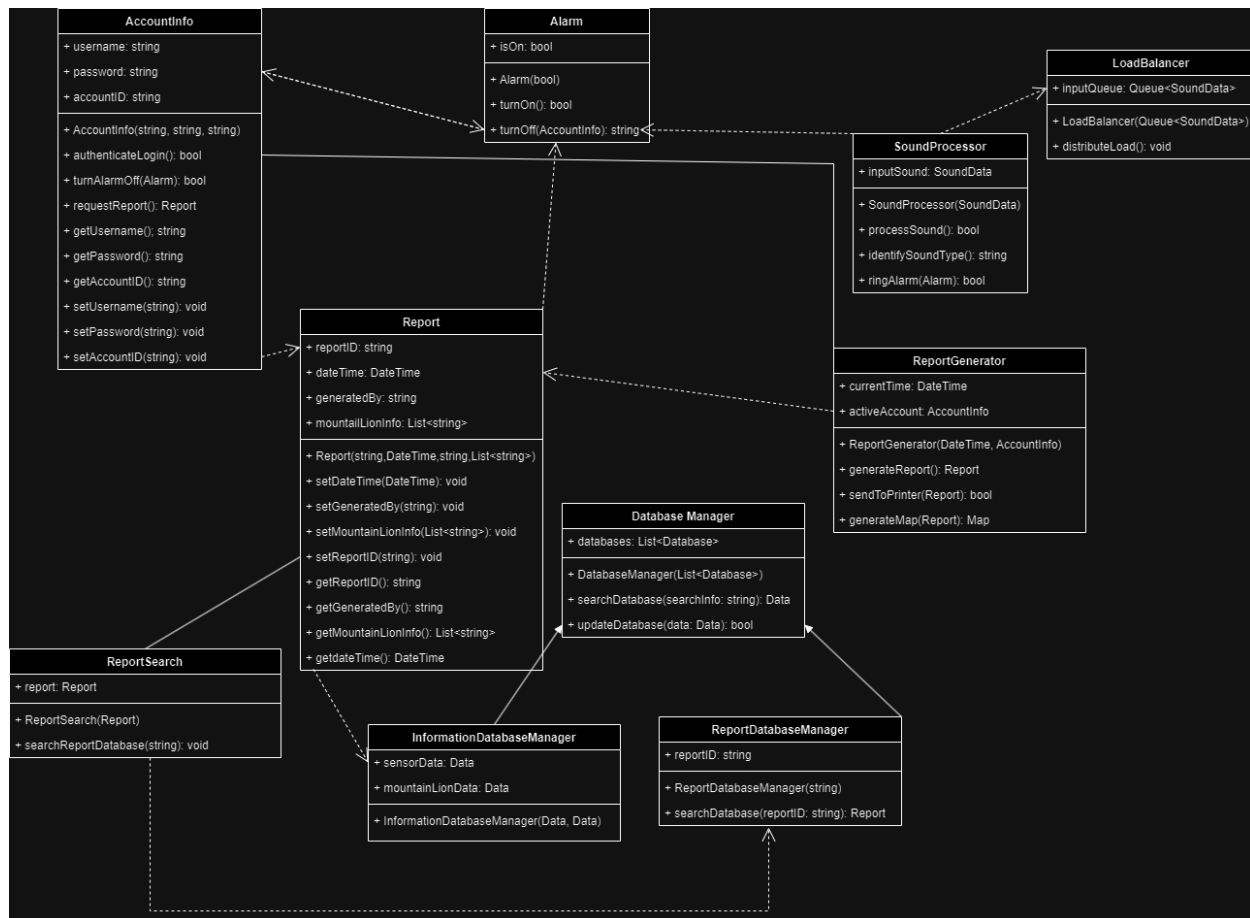 AccountInfo
+ username: string
+ password: string
+ accountID: string
+ AccountInfo(string, string, string)
+ authenticateLogin(): bool
+ turnAlarmOff(Alarm): bool
+ requestReport(): Report
+ getUsername(); string
+ getPassword(): string
+ getAccountID(): string
+ setUsername(string): void
+ setPassword(string): void
+ setAccountID(string): void
Alarm
+ isOn: bool
+ Alarm(bool)
+ turnOn(): bool
+ turnOff(AccountInfo): string
LoadBalancer
+ inputQueue: Queue<SoundData>
+ LoadBalancer(Queue<SoundData>)
+ distributeLoad(): void
SoundProcessor
+ inputSound: SoundData
+ SoundProcessor(SoundData)
+ processSound(): bool
+ identifySoundType(): string
+ ringAlarm(Alarm): bool
Report
+ reportID: string
+ dateTime: DateTime
+ generatedBy: string
+ mountailLionInfo: List<string>
+ Report(string,DateTime,string,List<string>)
+ setDateTime(DateTime): void
+ setGeneratedBy(string): void
+ setMountainLionInfo(List<string>): void
+ setReportID(string): void
+ getReportID(): string
+ getGeneratedBy(): string
+ getMountainLionInfo(): List<string>
+ getdateTime(): DateTime
ReportGenerator
+ currentTime: DateTime
+ activeAccount: AccountInfo
+ ReportGenerator(DateTime, AccountInfo)
+ generateReport(): Report
+ sendToPrinter(Report): bool
+ generateMap(Report): Map
Database Manager
+ databases: List<Database>
+ DatabaseManager(List<Database>)
+ searchDatabase(searchInfo: string): Data
+ updateDatabase(data: Data): bool
ReportSearch
+ report: Report
+ ReportSearch(Report)
+ searchReportDatabase(string): void
InformationDatabaseManager
+ sensorData: Data
+ mountainLionData: Data
+ InformationDatabaseManager(Data, Data)
ReportDatabaseManager
+ reportID: string
+ ReportDatabaseManager(string)
+ searchDatabase(reportID: string): Report